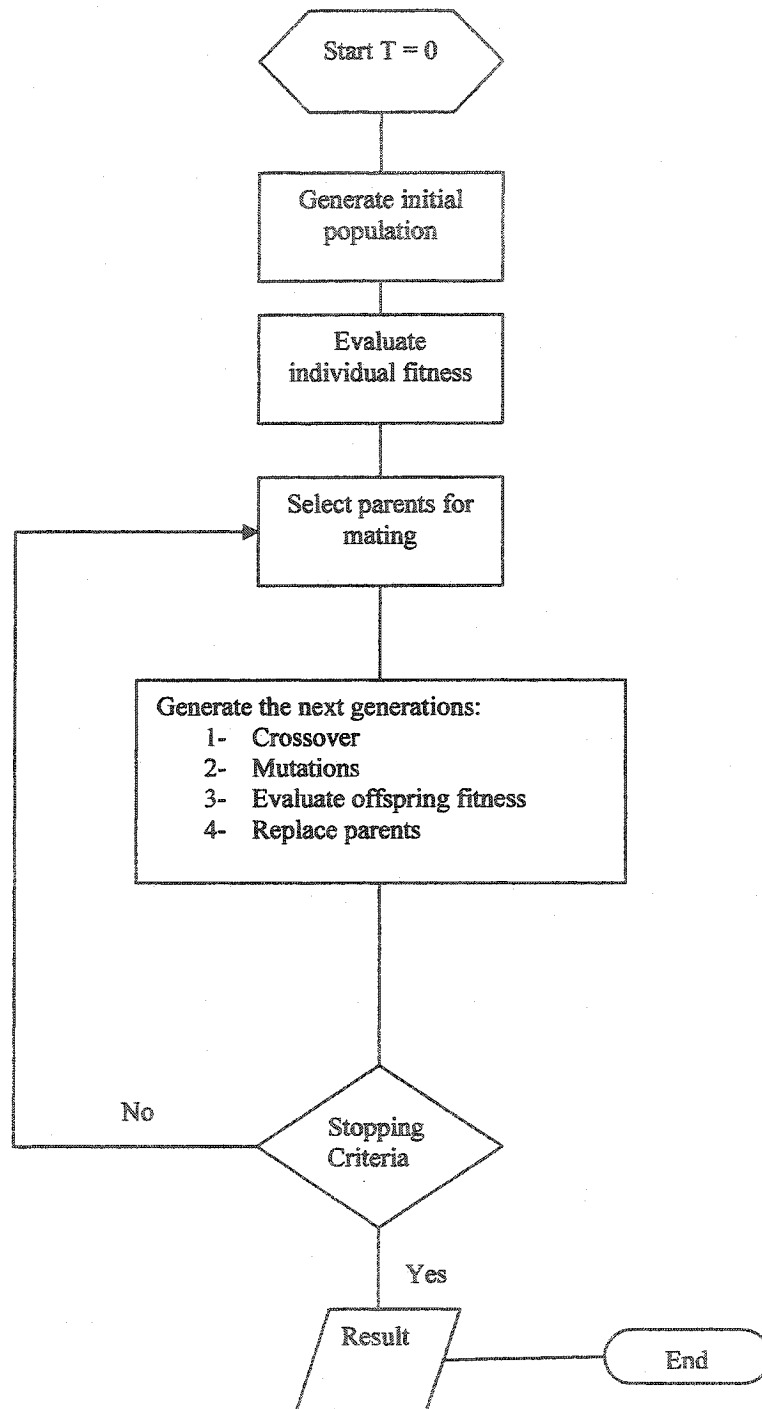 Start T = 0
Generate initial
population
Evaluate
individual fitness
Select parents for
mating
Generate the next generations:
1- Crossover
2- Mutations
3- Evaluate offspring fitness
4- Replace parents
No
Stopping
Criteria
Yes
Result
End